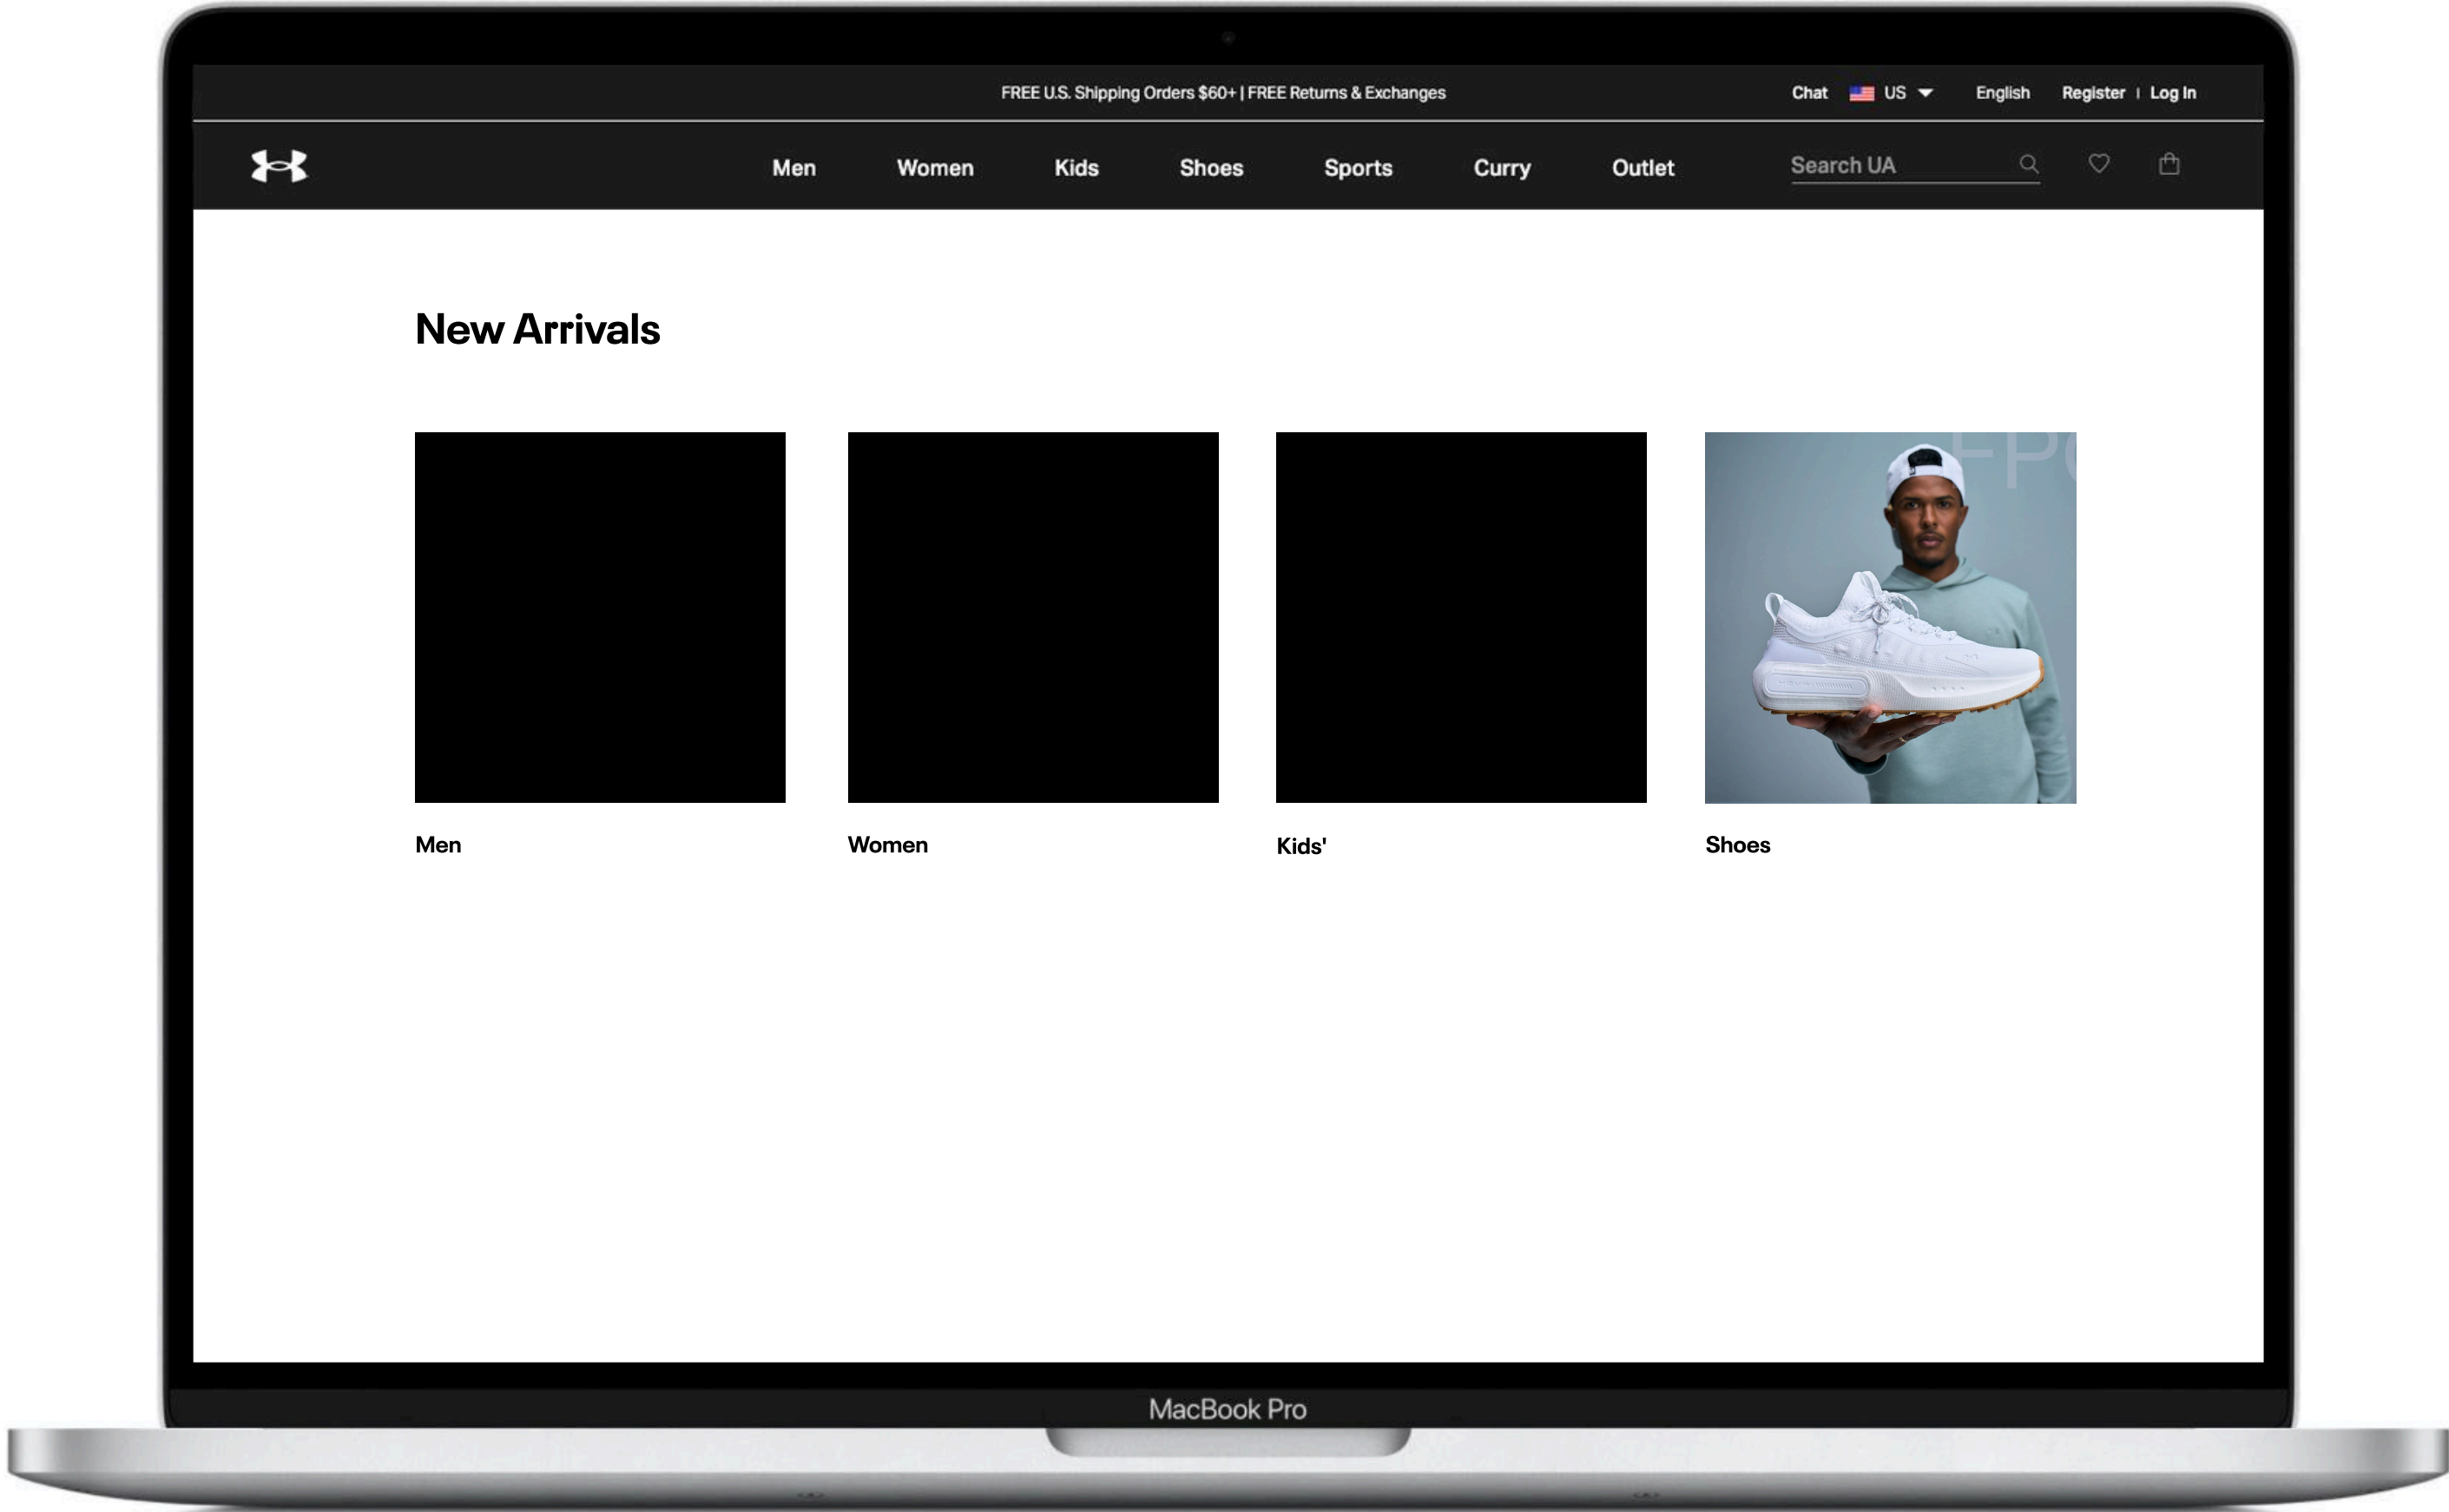 FREE U.S. Shipping Orders $60+ | FREE Returns & Exchanges
Chat US English Register | Log In
Men Women Kids Shoes Sports Curry Outlet Search UA
New Arrivals
FPO
Men Women Kids' Shoes
MacBook Pro